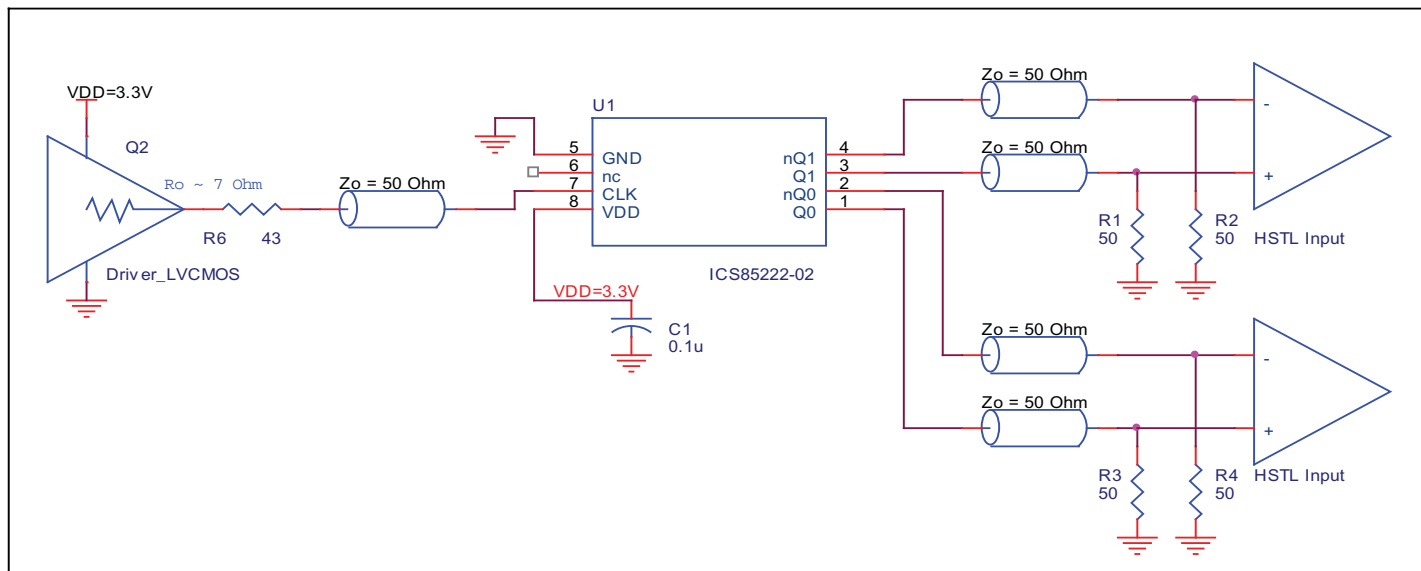 VDD=3.3V
Q2
Ro ~ 7 Ohm
R6 43
Driver_LVCMOS
Zo = 50 Ohm
U1
5 GND
6 nc
7 CLK
8 VDD
nQ1 4
Q1 3
nQ0 2
Q0 1
ICS85222-02
VDD=3.3V
C1
0.1u
Zo = 50 Ohm
Zo = 50 Ohm
-
+
R1
50
R2
50
HSTL Input
Zo = 50 Ohm
Zo = 50 Ohm
-
+
R3
50
R4
50
HSTL Input